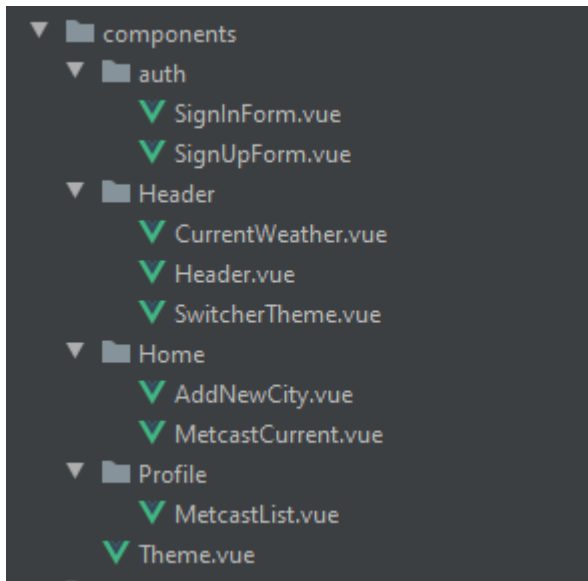 components
auth
SignInForm.vue
SignUpForm.vue
Header
CurrentWeather.vue
Header.vue
SwitcherTheme.vue
Home
AddNewCity.vue
MetcastCurrent.vue
Profile
MetcastList.vue
Theme.vue